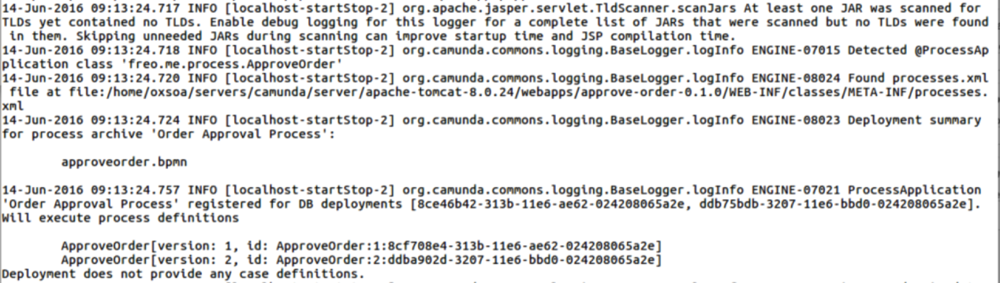 14-Jun-2016 09:13:24.717 INFO [localhost-startStop-2] org.apache.jasper.servlet.TldScanner.scanJars At least one JAR was scanned for
TLDs yet contained no TLDs. Enable debug logging for this logger for a complete list of JARs that were scanned but no TLDs were found
 in them. Skipping unneeded JARs during scanning can improve startup time and JSP compilation time.
14-Jun-2016 09:13:24.718 INFO [localhost-startStop-2] org.camunda.commons.logging.BaseLogger.logInfo ENGINE-07015 Detected @ProcessAp
plication class 'freo.me.process.ApproveOrder'
14-Jun-2016 09:13:24.720 INFO [localhost-startStop-2] org.camunda.commons.logging.BaseLogger.logInfo ENGINE-08024 Found processes.xml
 file at file:/home/oxsoa/servers/camunda/server/apache-tomcat-8.0.24/webapps/approve-order-0.1.0/WEB-INF/classes/META-INF/processes.
xml
14-Jun-2016 09:13:24.724 INFO [localhost-startStop-2] org.camunda.commons.logging.BaseLogger.logInfo ENGINE-08023 Deployment summary
for process archive 'Order Approval Process':
approveorder.bpmn
14-Jun-2016 09:13:24.757 INFO [localhost-startStop-2] org.camunda.commons.logging.BaseLogger.logInfo ENGINE-07021 ProcessApplication
'Order Approval Process' registered for DB deployments [8ce46b42-313b-11e6-ae62-024208065a2e, ddb75bdb-3207-11e6-bbd0-024208065a2e].
Will execute process definitions
ApproveOrder[version: 1, id: ApproveOrder:1:8cf708e4-313b-11e6-ae62-024208065a2e]
ApproveOrder[version: 2, id: ApproveOrder:2:ddba902d-3207-11e6-bbd0-024208065a2e]
Deployment does not provide any case definitions.